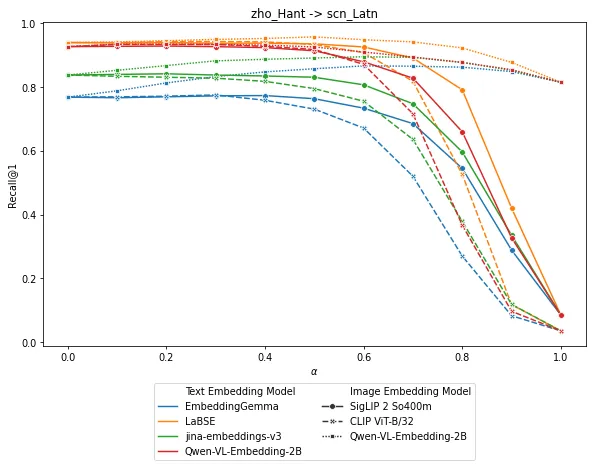 zho_Hant -> scn_Latn
Recall@1
1.0
0.8
0.6
0.4
0.2
0.0
0.0 0.2 0.4 0.6 0.8 1.0
α
Text Embedding Model
EmbeddingGemma
LaBSE
jina-embeddings-v3
Qwen-VL-Embedding-2B
Image Embedding Model
SigLIP 2 So400m
CLIP ViT-B/32
Qwen-VL-Embedding-2B